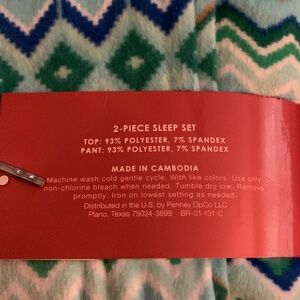 2-PIECE SLEEP SET
TOP: 93% POLYESTER, 7% SPANDEX
PANT: 93% POLYESTER, 7% SPANDEX
MADE IN CAMBODIA
Machine wash cold gentle cycle. With like colors. Use only
non-chlorine bleach when needed. Tumble dry low. Remove
promptly. Iron on lowest setting as needed.
Distributed in the U.S. by Penney OpCo LLC
Plano, Texas 75024-3698 BR-01-131-C